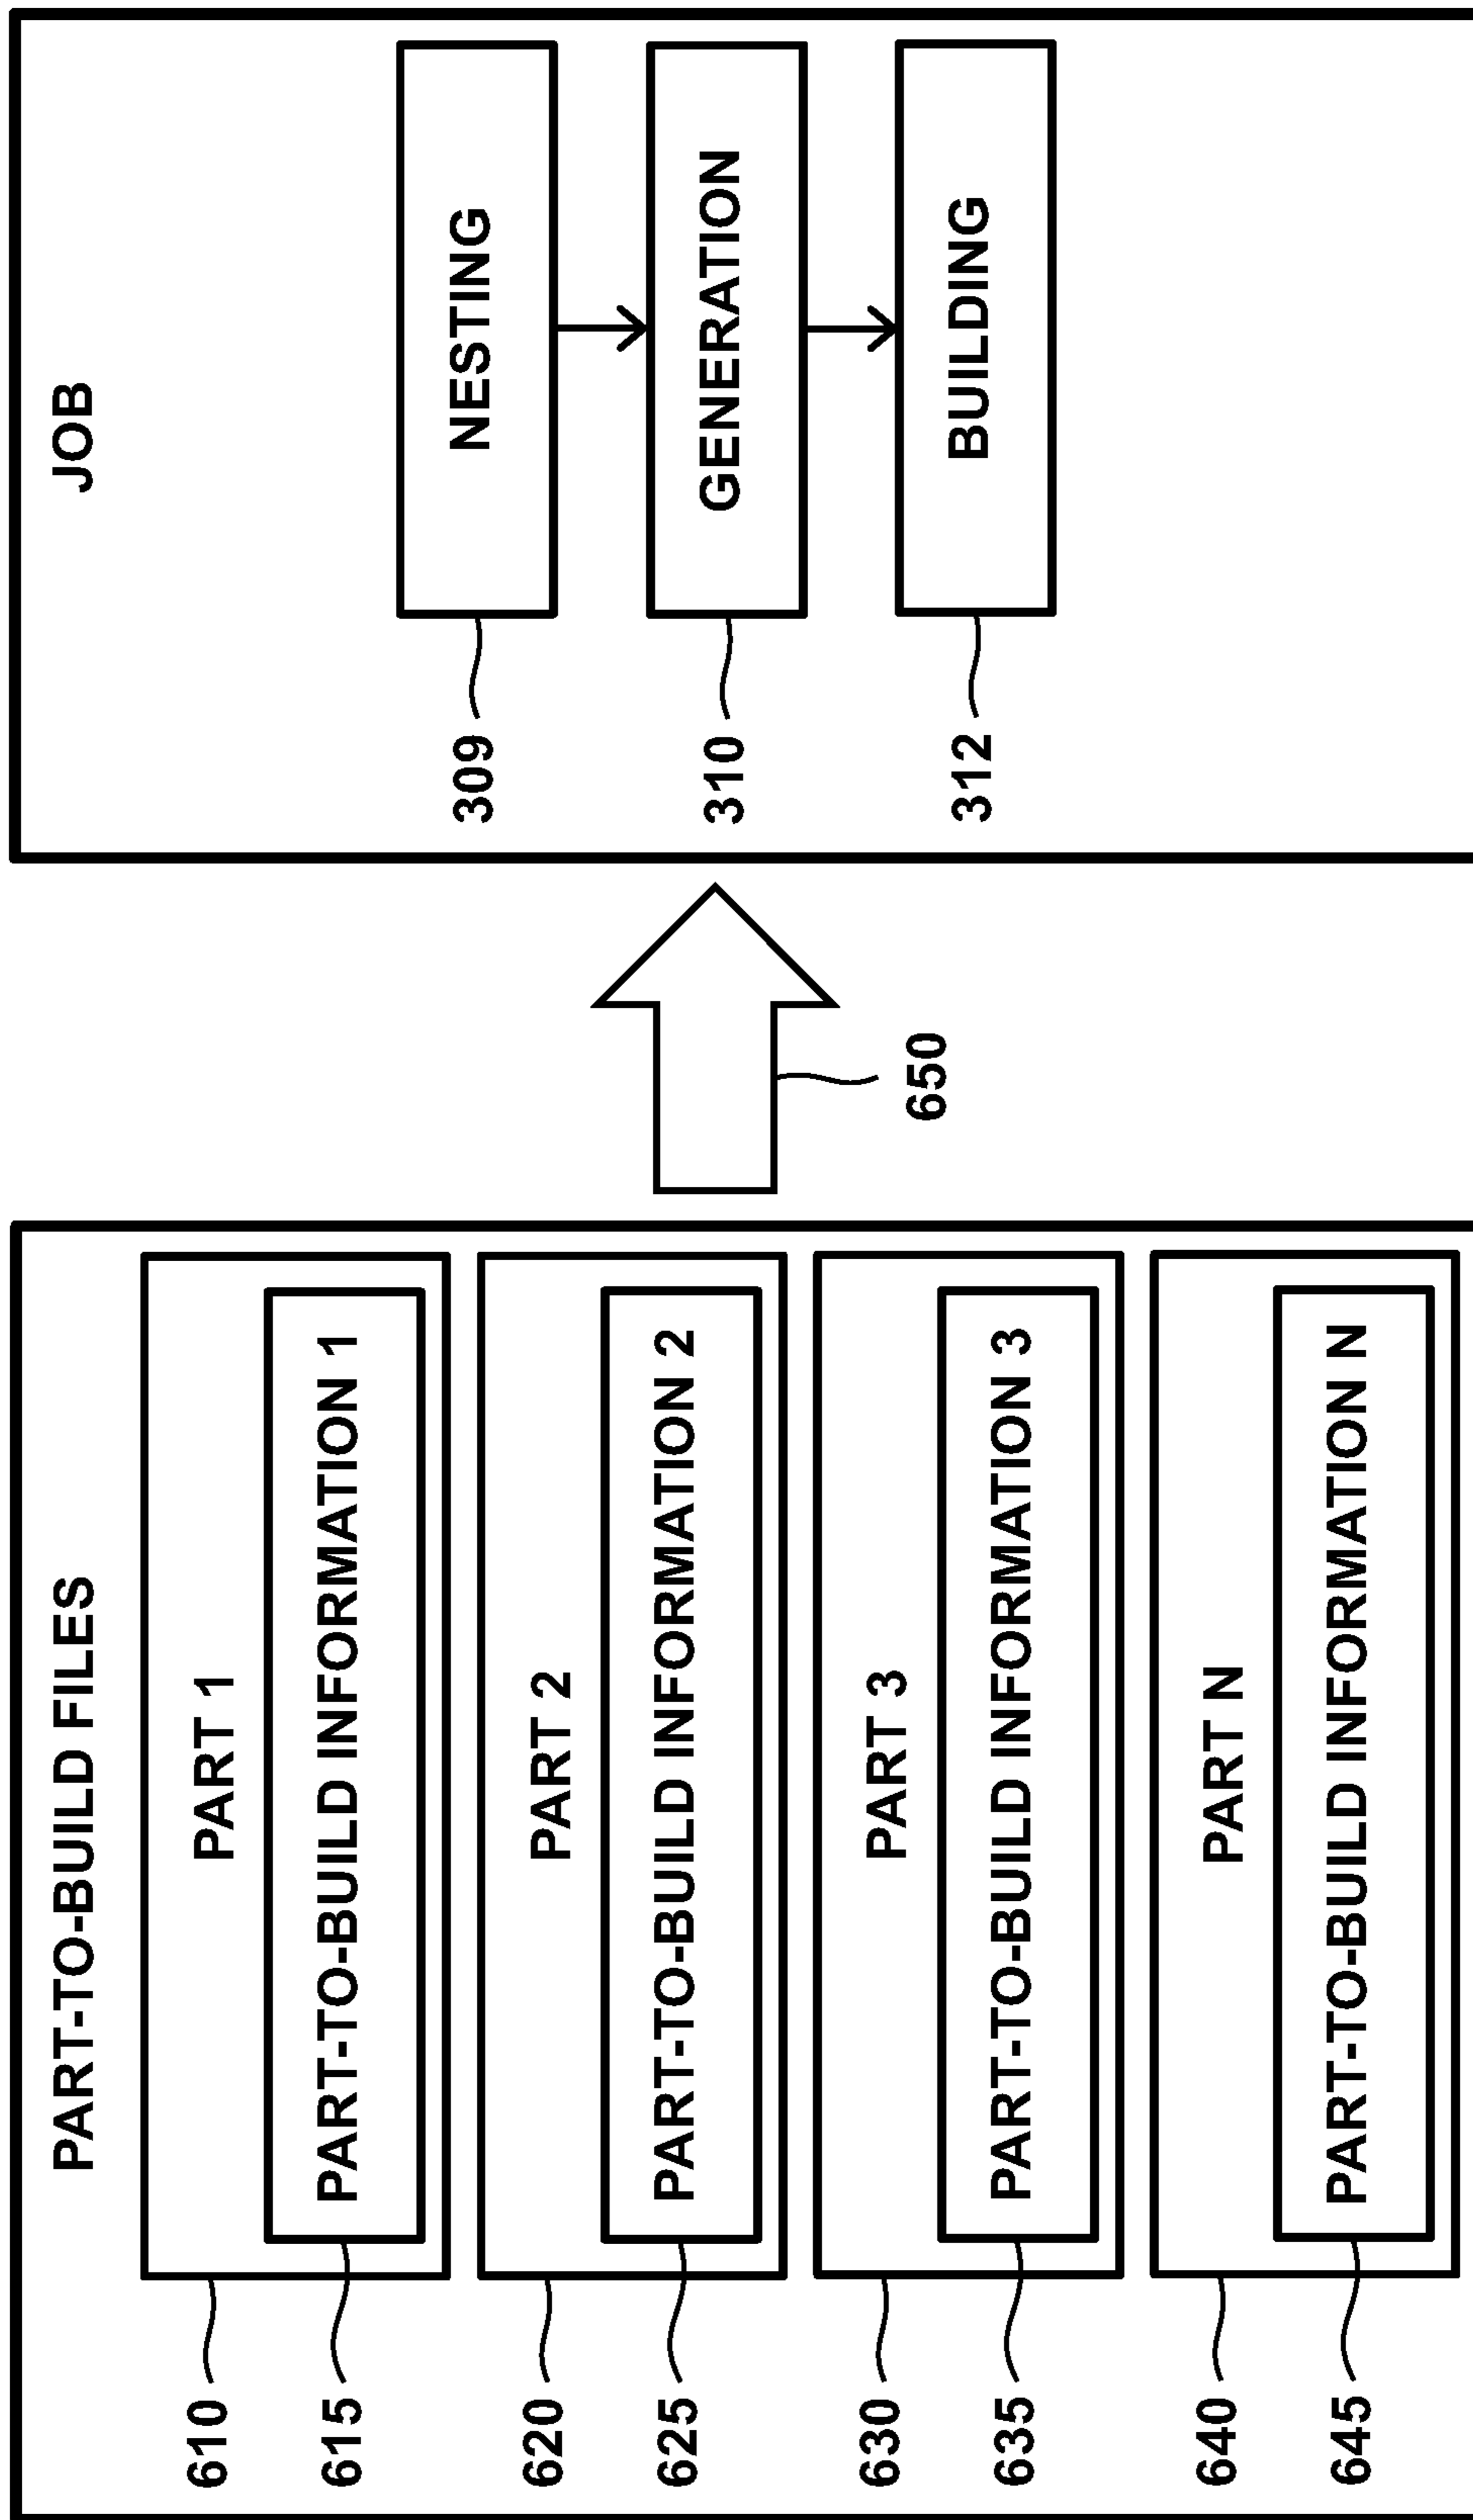 PART-TO-BUILD FILES
610
PART 1
615
PART-TO-BUILD INFORMATION 1
620
PART 2
625
PART-TO-BUILD INFORMATION 2
630
PART 3
635
PART-TO-BUILD INFORMATION 3
640
PART N
645
PART-TO-BUILD INFORMATION N
650
JOB
309
NESTING
310
GENERATION
312
BUILDING